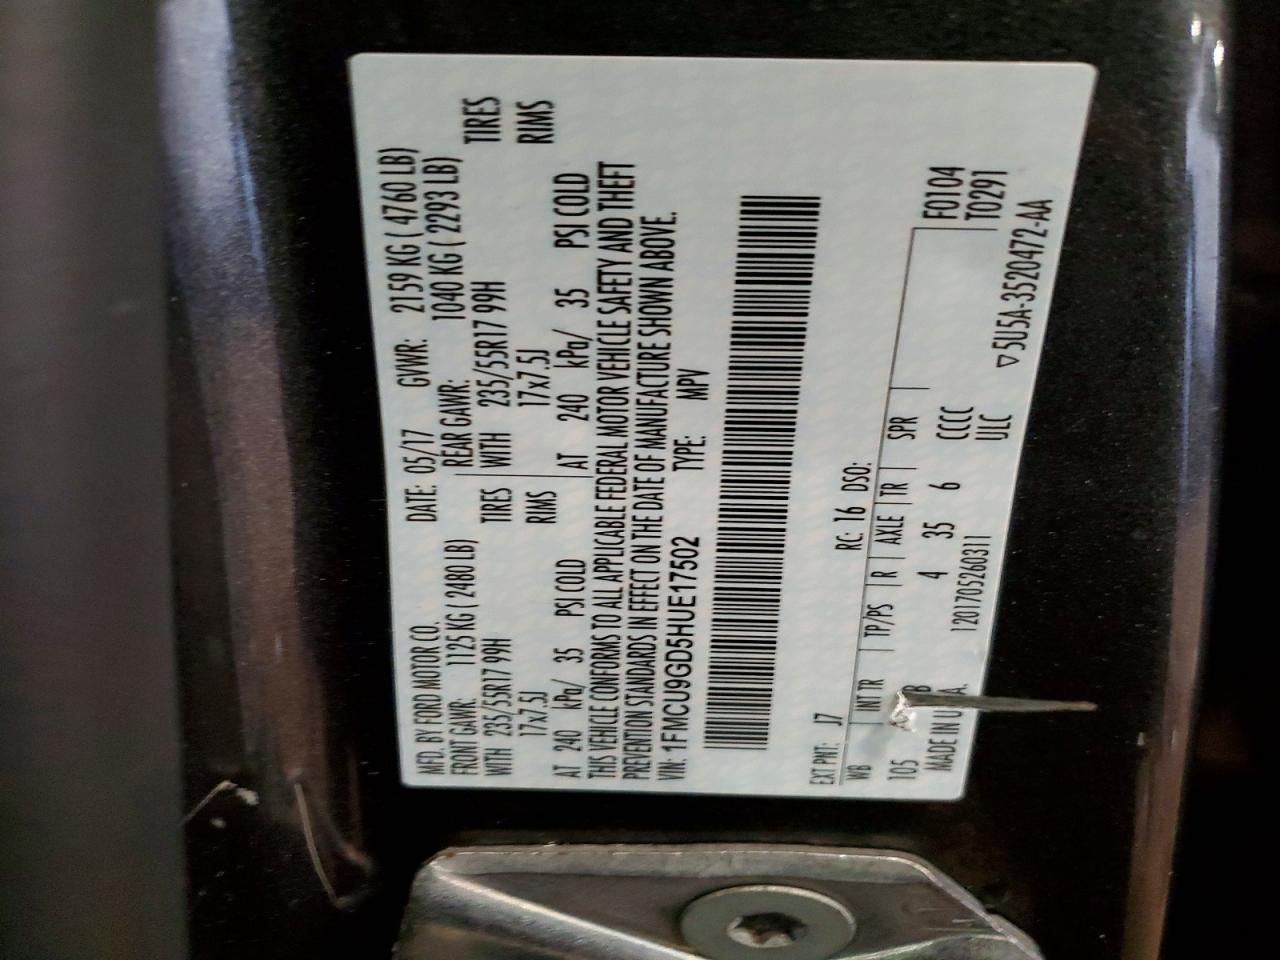 MFD. BY FORD MOTOR CO.
DATE: 05/17 GVWR: 2159 KG ( 4760 LB)
FRONT GAWR: 1125 KG ( 2480 LB)
REAR GAWR: 1040 KG ( 2293 LB)
WITH 235/55R17 99H TIRES
WITH 235/55R17 99H TIRES
17x7.5J RIMS
17x7.5J RIMS
AT 240 kPa/ 35 PSI COLD
AT 240 kPa/ 35 PSI COLD
THIS VEHICLE CONFORMS TO ALL APPLICABLE FEDERAL MOTOR VEHICLE SAFETY AND THEFT
PREVENTION STANDARDS IN EFFECT ON THE DATE OF MANUFACTURE SHOWN ABOVE.
VIN: 1FMCU9GD5HUE17502 TYPE: MPV
EXT PNT: J7 RC: 16 DSO:
WB INT TR TP/PS R AXLE TR SPR F0104
105 4 35 6 CCCC T0291
MADE IN 1201705260311 ULC
▽5U5A-3520472-AA